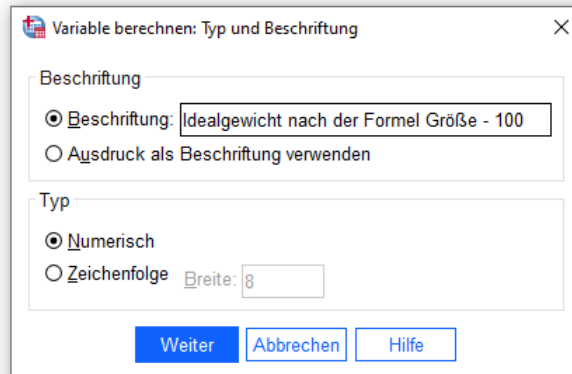 Variable berechnen: Typ und Beschriftung
Beschriftung
Beschriftung: Idealgewicht nach der Formel Größe - 100
Ausdruck als Beschriftung verwenden
Typ
Numerisch
Zeichenfolge Breite: 8
Weiter Abbrechen Hilfe